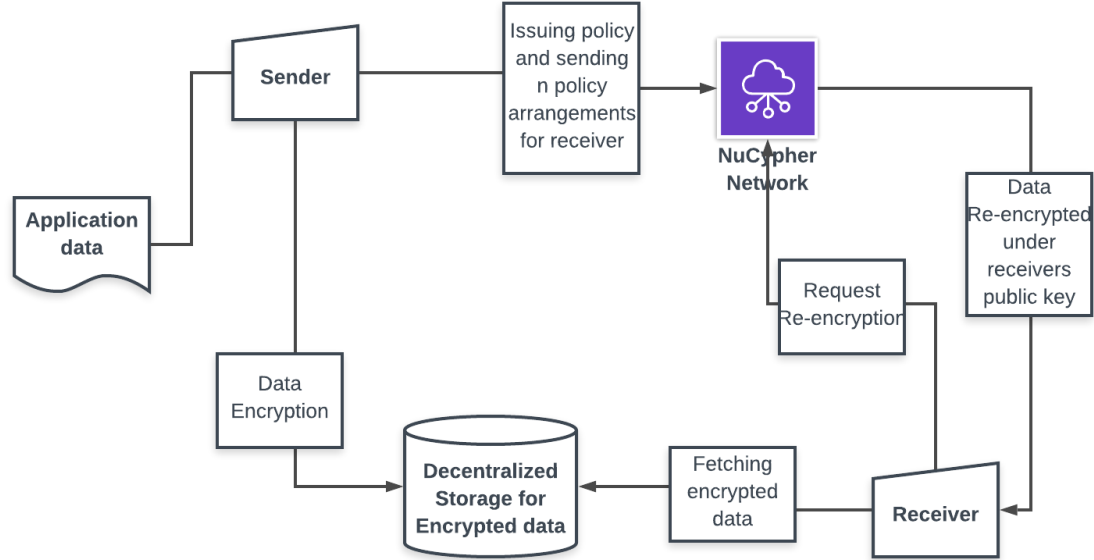 Issuing policy
and sending
n policy
arrangements
for receiver
Sender
NuCypher
Network
Data
Re-encrypted
under
receivers
public key
Application
data
Request
Re-encryption
Data
Encryption
Decentralized
Storage for
Encrypted data
Fetching
encrypted
data
Receiver